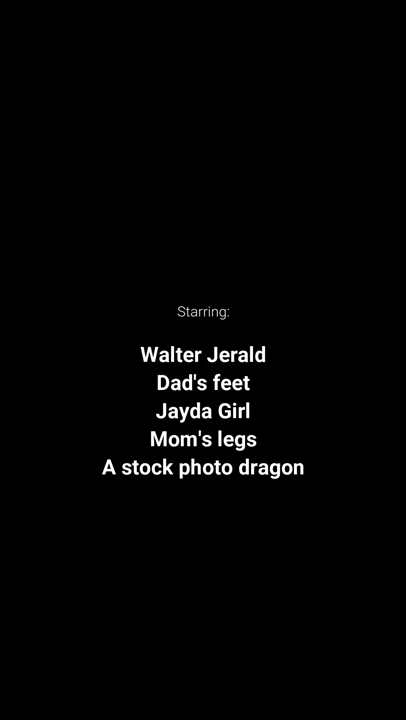 Starring:
Walter Jerald
Dad's feet
Jayda Girl
Mom's legs
A stock photo dragon